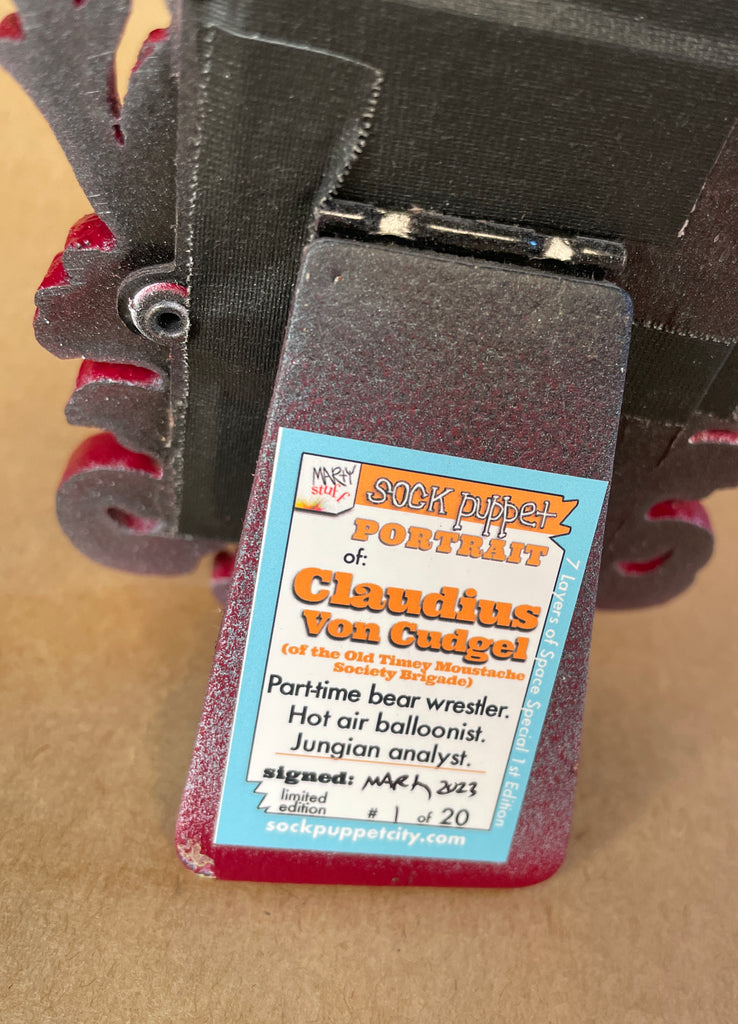 MARTY
stuff
sock puppet
PORTRAIT
of:
Claudius
Von Cudgel
(of the Old Timey Moustache
Society Brigade)
Part-time bear wrestler.
Hot air balloonist.
Jungian analyst.
signed: MARty 2023
limited
edition
# 1 of 20
sockpuppetcity.com
7 Layers of Space Special 1st Edition